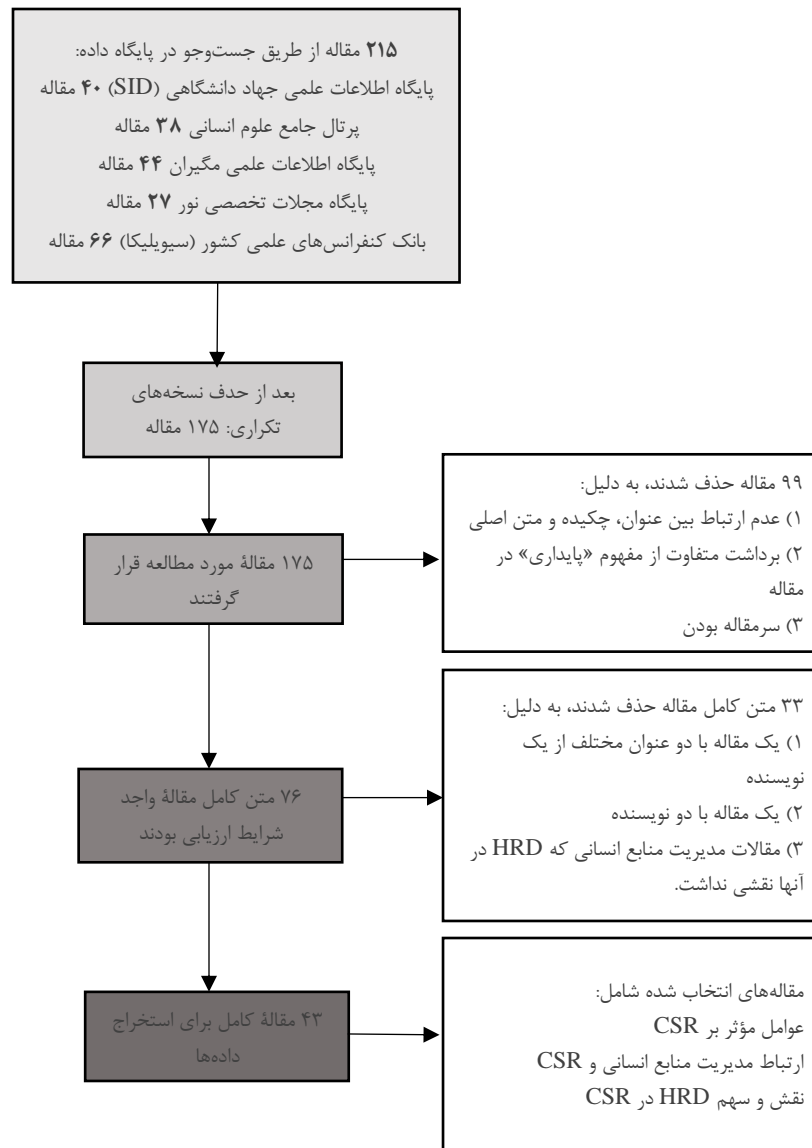 ۲۱۵ مقاله از طریق جست‌وجو در پایگاه داده:
پایگاه اطلاعات علمی جهاد دانشگاهی (SID) ۴۰ مقاله
پرتال جامع علوم انسانی ۳۸ مقاله
پایگاه اطلاعات علمی مگیران ۴۴ مقاله
پایگاه مجلات تخصصی نور ۲۷ مقاله
بانک کنفرانس‌های علمی کشور (سیویلیکا) ۶۶ مقاله
بعد از حذف نسخه‌های
تکراری: ۱۷۵ مقاله
۱۷۵ مقالهٔ مورد مطالعه قرار
گرفتند
۹۹ مقاله حذف شدند، به دلیل:
۱) عدم ارتباط بین عنوان، چکیده و متن اصلی
۲) برداشت متفاوت از مفهوم «پایداری» در
مقاله
۳) سرمقاله بودن
۷۶ متن کامل مقالهٔ واجد
شرایط ارزیابی بودند
۳۳ متن کامل مقاله حذف شدند، به دلیل:
۱) یک مقاله با دو عنوان مختلف از یک
نویسنده
۲) یک مقاله با دو نویسنده
۳) مقالات مدیریت منابع انسانی که HRD در
آنها نقشی نداشت.
۴۳ مقالهٔ کامل برای استخراج
داده‌ها
مقاله‌های انتخاب شده شامل:
عوامل مؤثر بر CSR
ارتباط مدیریت منابع انسانی و CSR
نقش و سهم HRD در CSR